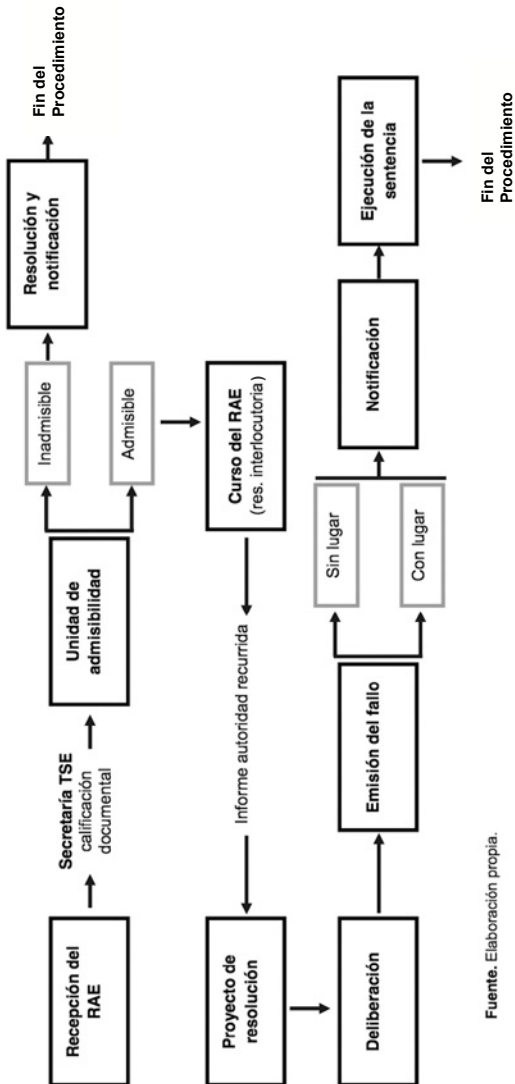 Recepción del
RAE
Secretaría TSE
calificación
documental
Unidad de
admisibilidad
Inadmisible
Admisible
Resolución y
notificación
Fin del
Procedimiento
Curso del RAE
(res. interlocutoria)
Informe autoridad recurrida
Proyecto de
resolución
Deliberación
Emisión del fallo
Sin lugar
Con lugar
Notificación
Ejecución de la
sentencia
Fin del
Procedimiento
Fuente. Elaboración propia.